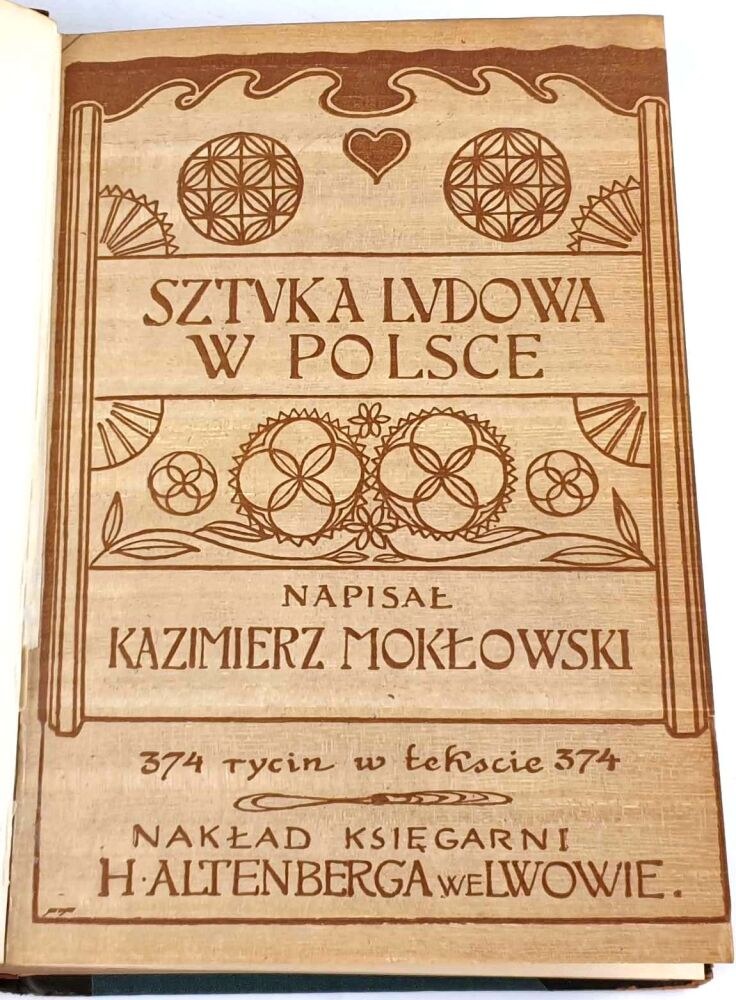 SZTVKA LVDOWA
W POLSCE
NAPISAŁ
KAZIMIERZ MOKŁOWSKI
374 rycin w tekscie 374
NAKŁAD KSIĘGARNI
H·ALTENBERGA WE LWOWIE.